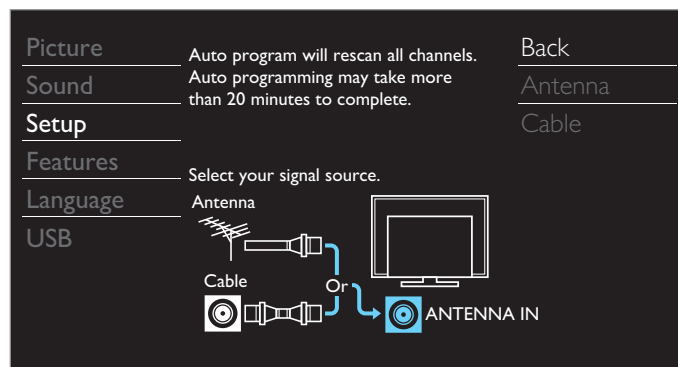 Picture
Sound
Setup
Features
Language
USB
Auto program will rescan all channels.
Auto programming may take more
than 20 minutes to complete.
Select your signal source.
Antenna
Cable
Or
ANTENNA IN
Back
Antenna
Cable